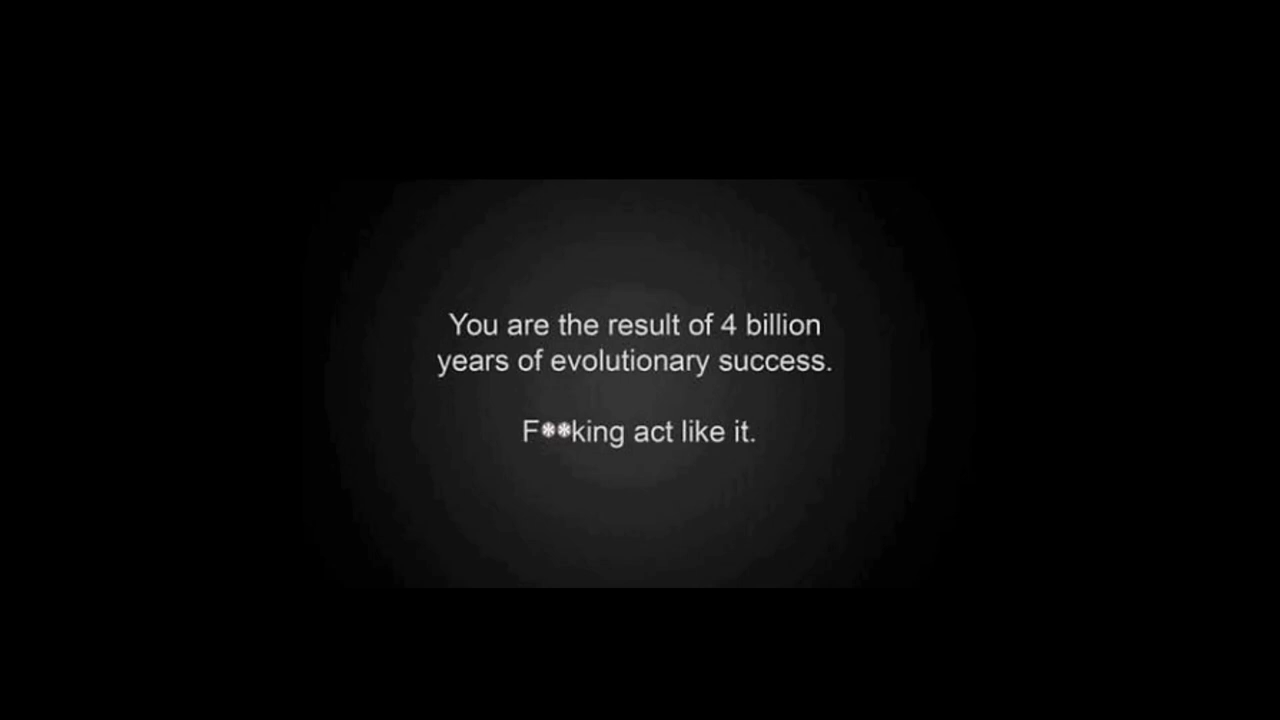 You are the result of 4 billion
years of evolutionary success.
F**king act like it.